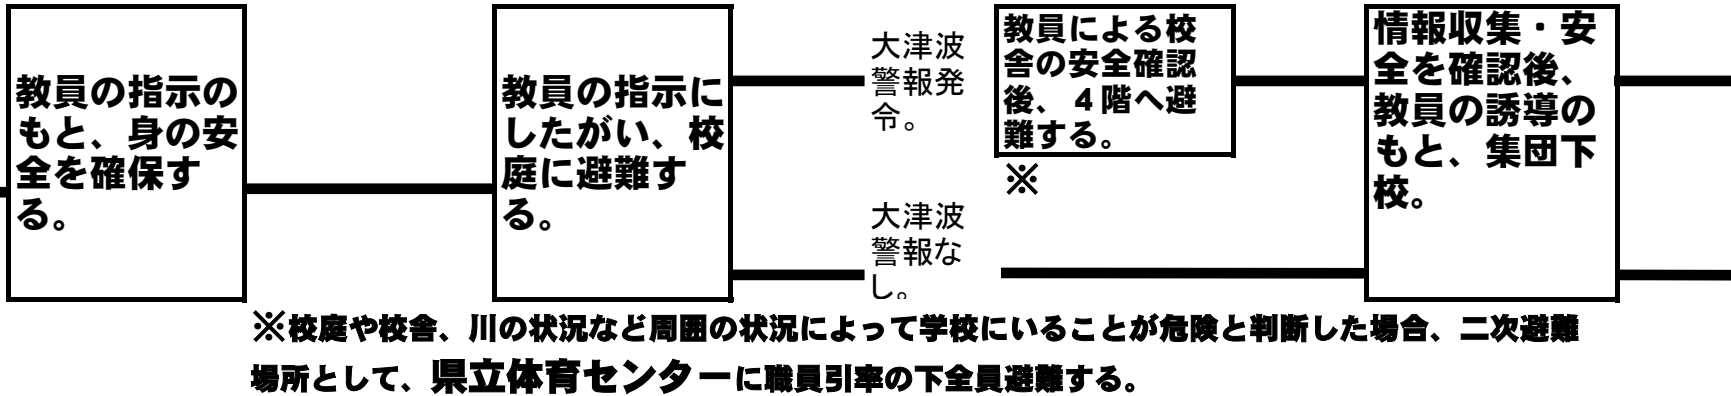 教員の指示の
もと、身の安
全を確保す
る。
教員の指示に
したがい、校
庭に避難す
る。
大津波
警報発
令。
大津波
警報な
し。
教員による校
舎の安全確認
後、４階へ避
難する。
※
情報収集・安
全を確認後、
教員の誘導の
もと、集団下
校。
※校庭や校舎、川の状況など周囲の状況によって学校にいることが危険と判断した場合、二次避難
場所として、県立体育センターに職員引率の下全員避難する。